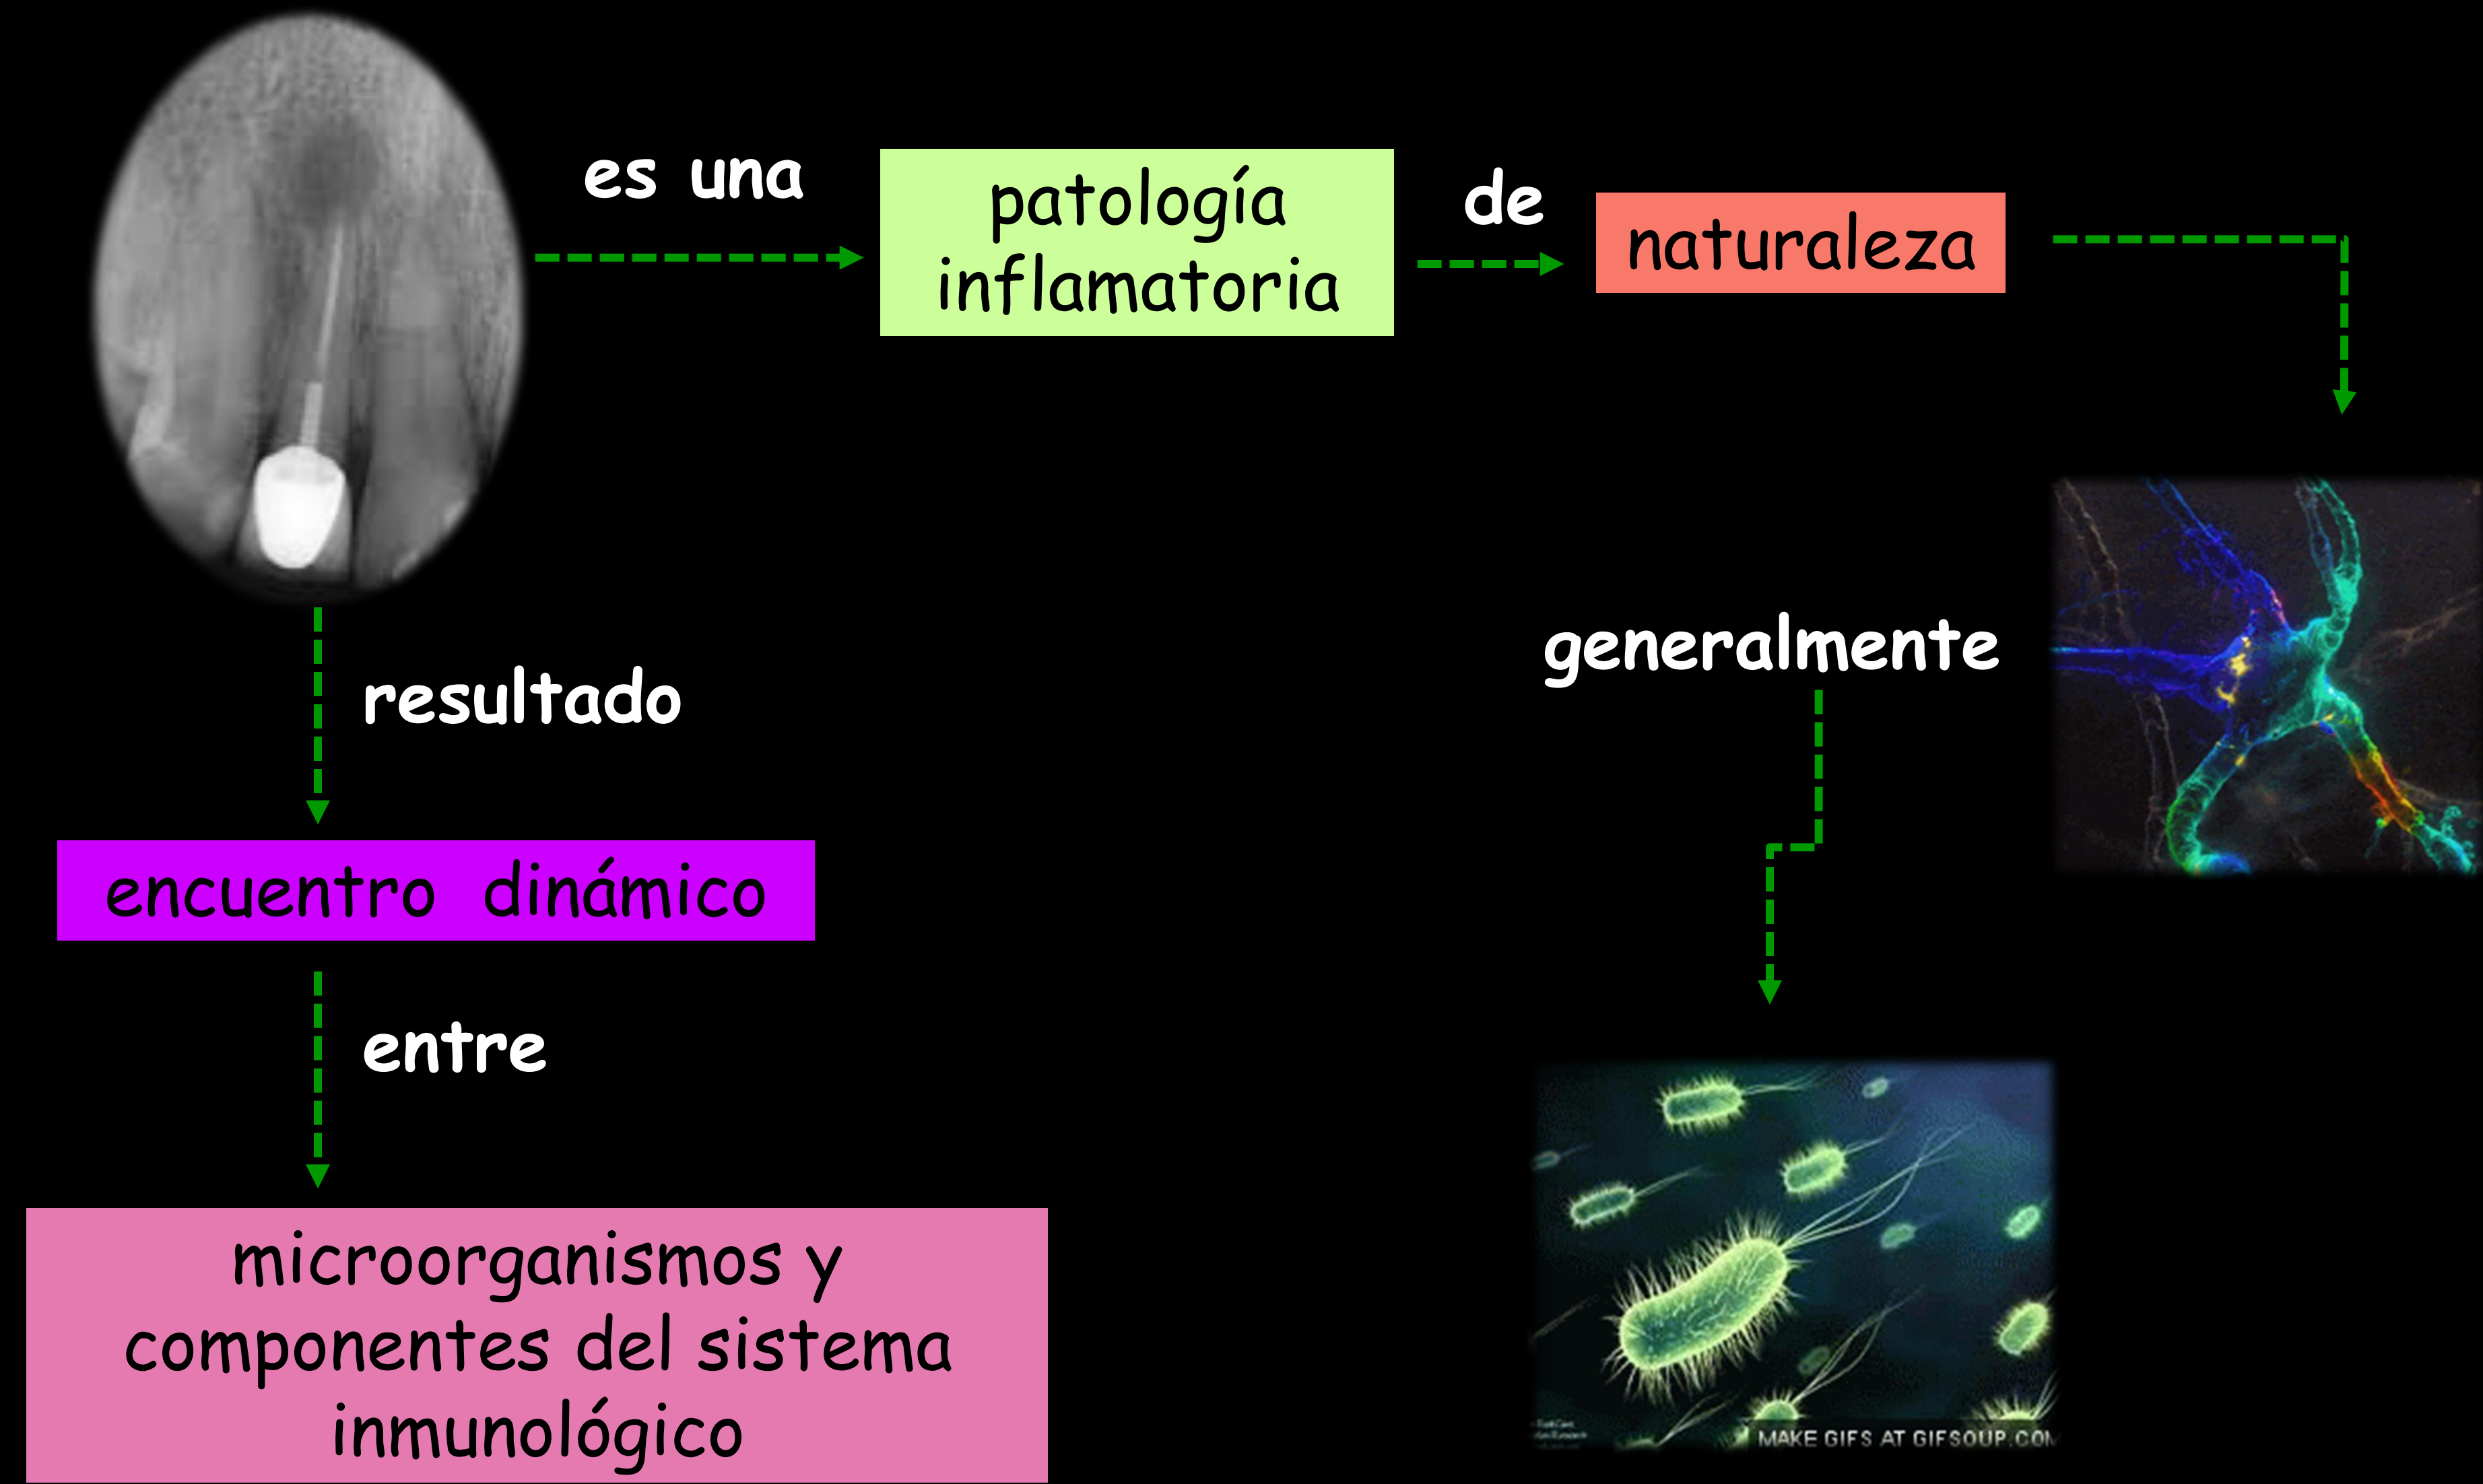 es una
patología
inflamatoria
de
naturaleza
generalmente
resultado
encuentro dinámico
entre
microorganismos y
componentes del sistema
inmunológico
MAKE GIFS AT GIFSOUP.COM